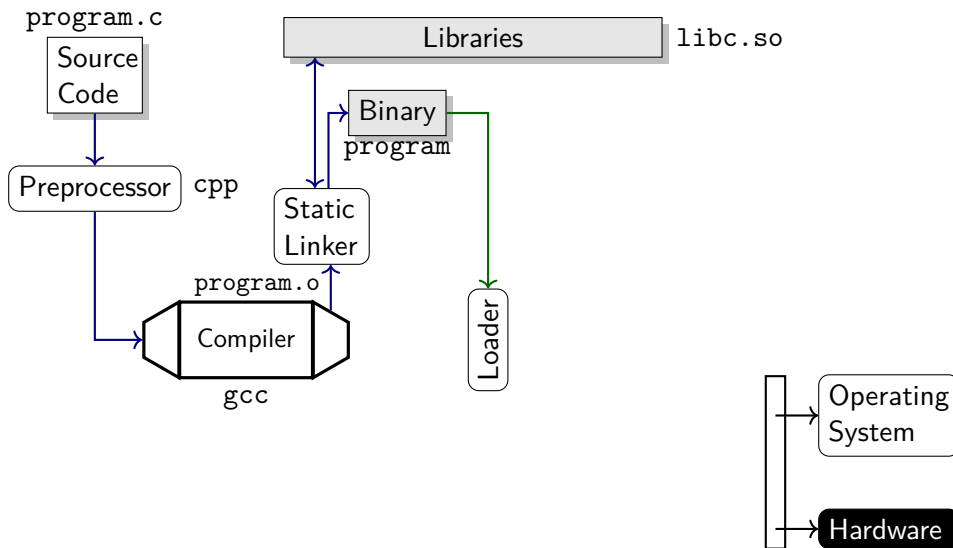 program.c
Source
Code
Libraries
libc.so
Binary
program
Preprocessor
cpp
Static
Linker
program.o
Compiler
gcc
Loader
Operating
System
Hardware